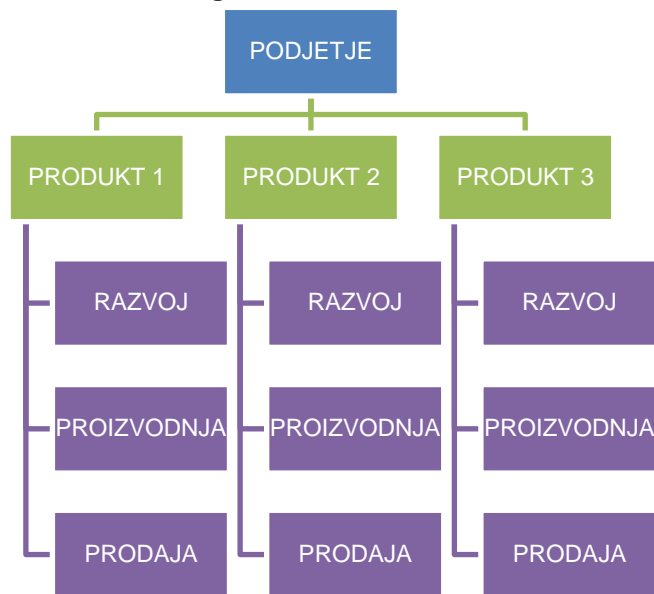 PODJETJE
PRODUKT 1
PRODUKT 2
PRODUKT 3
RAZVOJ
RAZVOJ
RAZVOJ
PROIZVODNJA
PROIZVODNJA
PROIZVODNJA
PRODAJA
PRODAJA
PRODAJA